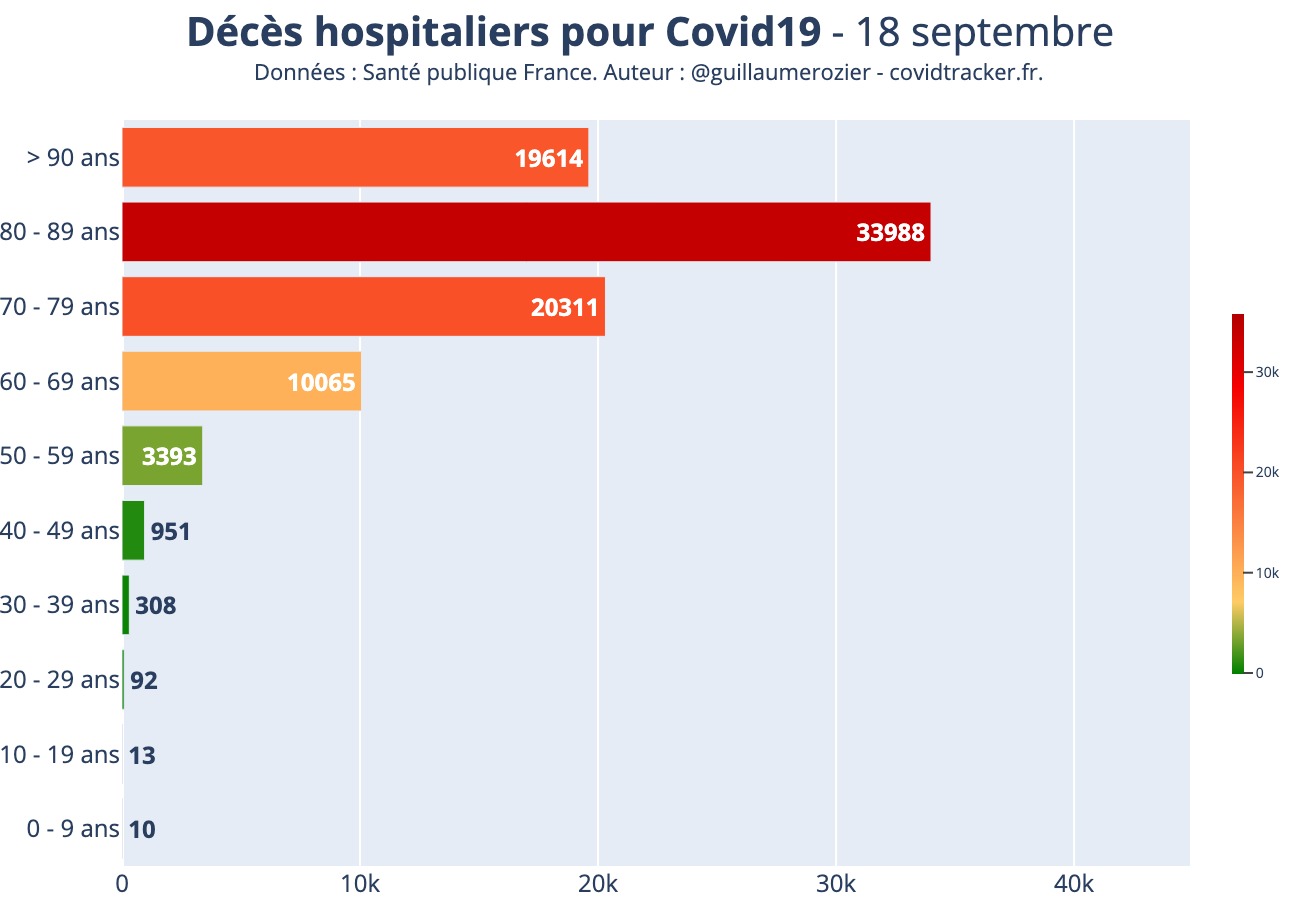 Décès hospitaliers pour Covid19 - 18 septembre
Données : Santé publique France. Auteur : @guillaumerozier - covidtracker.fr.
> 90 ans 19614
80 - 89 ans 33988
70 - 79 ans 20311
60 - 69 ans 10065
50 - 59 ans 3393
40 - 49 ans 951
30 - 39 ans 308
20 - 29 ans 92
10 - 19 ans 13
0 - 9 ans 10
0 10k 20k 30k 40k
30k
20k
10k
0